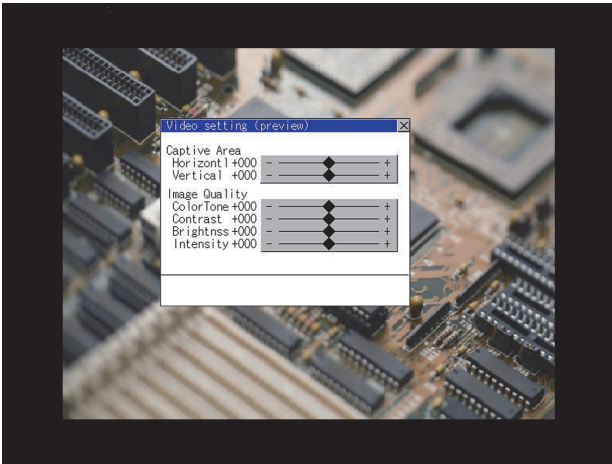 Video setting (preview)
Captive Area
Horizontl +000 - +
Vertical +000 - +
Image Quality
ColorTone +000 - +
Contrast +000 - +
Brightnss +000 - +
Intensity +000 - +